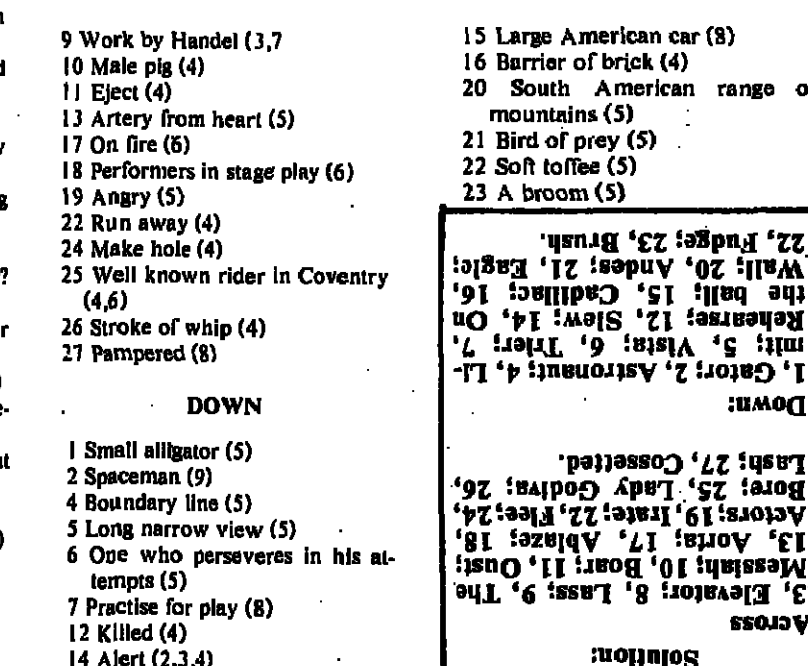 9 Work by Handel (3,7
10 Male pig (4)
11 Eject (4)
13 Artery from heart (5)
17 On fire (6)
18 Performers in stage play (6)
19 Angry (5)
22 Run away (4)
24 Make hole (4)
25 Well known rider in Coventry
(4,6)
26 Stroke of whip (4)
27 Pampered (8)
DOWN
1 Small alligator (5)
2 Spaceman (9)
4 Boundary line (5)
5 Long narrow view (5)
6 One who perseveres in his at-
tempts (5)
7 Practise for play (8)
12 Killed (4)
14 Alert (2,3,4)
15 Large American car (8)
16 Barrier of brick (4)
20 South American range o
mountains (5)
21 Bird of prey (5)
22 Soft toffee (5)
23 A broom (5)
Solution:
Across
3, Elevator; 8, Lass; 9, The
Messiah; 10, Boar; 11, Oust;
13, Aorta; 17, Ablaze; 18,
Actors; 19, Irate; 22, Flee; 24,
Bore; 25, Lady Godiva; 26,
Lash; 27, Cossetted.
Down:
1, Gator; 2, Astronaut; 4, Li-
mit; 5, Vista; 6, Trier; 7,
Rehearse; 12, Slew; 14, On
the ball; 15, Cadillac; 16,
Wall; 20, Andes; 21, Eagle;
22, Fudge; 23, Brush.